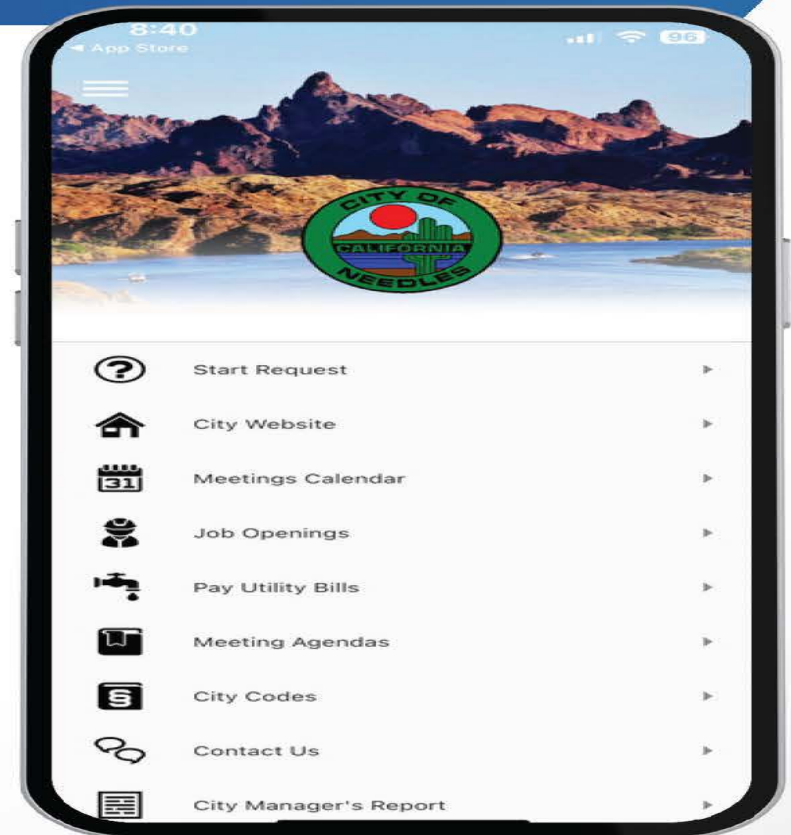 8:40
96
◀ App Store
CITY OF
CALIFORNIA
NEEDLES
Start Request
City Website
31
Meetings Calendar
Job Openings
Pay Utility Bills
Meeting Agendas
§
City Codes
Contact Us
City Manager's Report